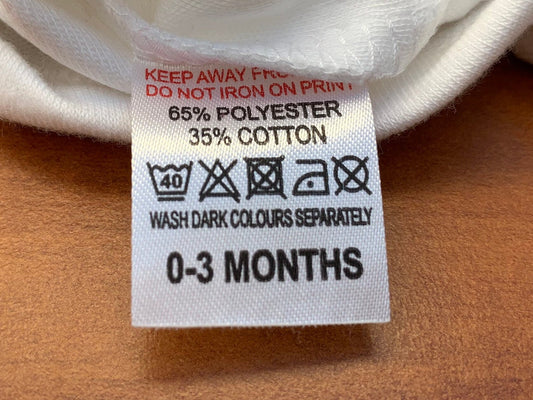 KEEP AWAY FRO
DO NOT IRON ON PRINT
65% POLYESTER
35% COTTON
40
WASH DARK COLOURS SEPARATELY
0-3 MONTHS